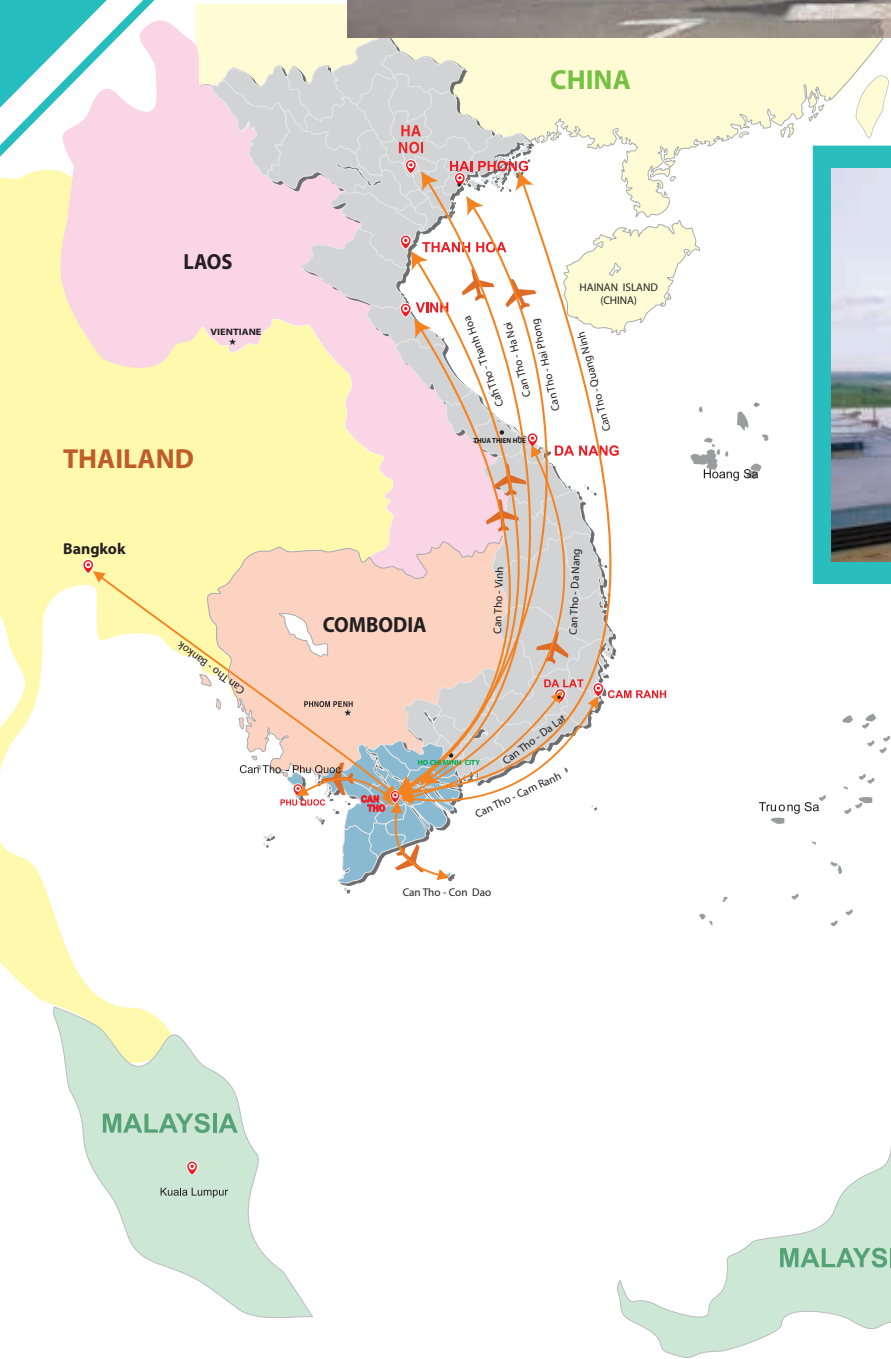 CHINA
HA
NOI
HAI PHONG
THANH HOA
LAOS
HAINAN ISLAND
(CHINA)
VINH
VIENTIANE
Can Tho - Thanh Hoa
Can Tho - Ha Noi
Can Tho - Hai Phong
Can Tho - Quang Ninh
THUA THIEN HUE
DA NANG
THAILAND
Hoang Sa
Bangkok
Can Tho - Vinh
Can Tho - Da Nang
COMBODIA
Can Tho - Bankok
DA LAT
CAM RANH
PHNOM PENH
Can Tho - Da Lat
HO CHI MINH CITY
Can Tho - Phu Quoc
Can Tho - Cam Ranh
PHU QUOC
CAN
THO
Truong Sa
Can Tho - Con Dao
MALAYSIA
Kuala Lumpur
MALAYSI